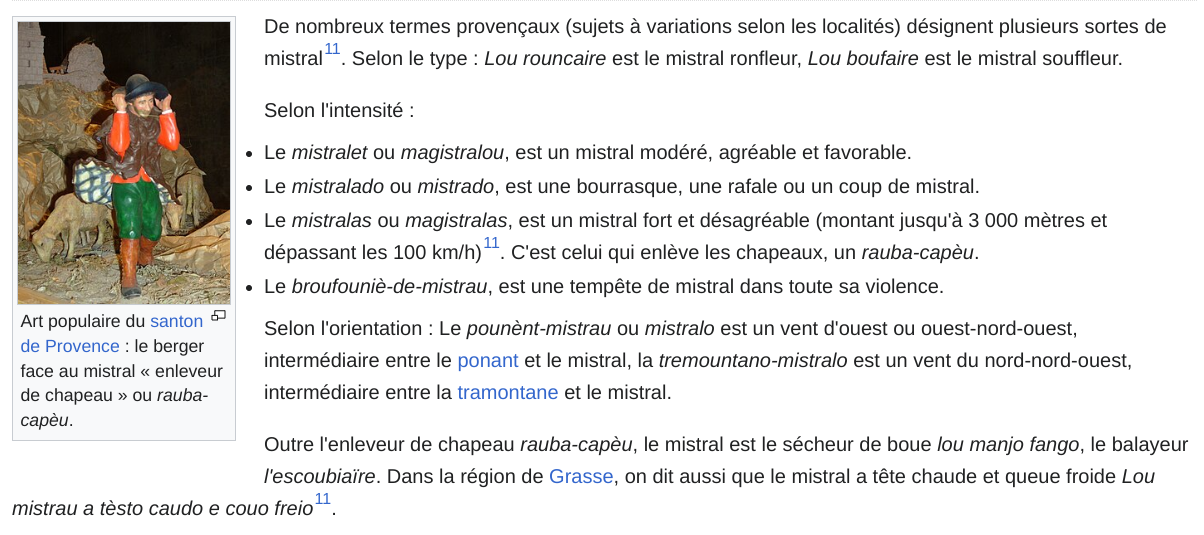 De nombreux termes provençaux (sujets à variations selon les localités) désignent plusieurs sortes de
mistral11. Selon le type : Lou rouncaire est le mistral ronfleur, Lou boufaire est le mistral souffleur.
Selon l'intensité :
• Le mistralet ou magistralou, est un mistral modéré, agréable et favorable.
• Le mistralado ou mistrado, est une bourrasque, une rafale ou un coup de mistral.
• Le mistralas ou magistralas, est un mistral fort et désagréable (montant jusqu'à 3 000 mètres et
dépassant les 100 km/h)11. C'est celui qui enlève les chapeaux, un rauba-capèu.
• Le broufouniè-de-mistrau, est une tempête de mistral dans toute sa violence.
Art populaire du santon
de Provence : le berger
face au mistral « enleveur
de chapeau » ou rauba-
capèu.
Selon l'orientation : Le pounènt-mistrau ou mistralo est un vent d'ouest ou ouest-nord-ouest,
intermédiaire entre le ponant et le mistral, la tremountano-mistralo est un vent du nord-nord-ouest,
intermédiaire entre la tramontane et le mistral.
Outre l'enleveur de chapeau rauba-capèu, le mistral est le sécheur de boue lou manjo fango, le balayeur
l'escoubiaïre. Dans la région de Grasse, on dit aussi que le mistral a tête chaude et queue froide Lou
mistrau a tèsto caudo e couo freio11.